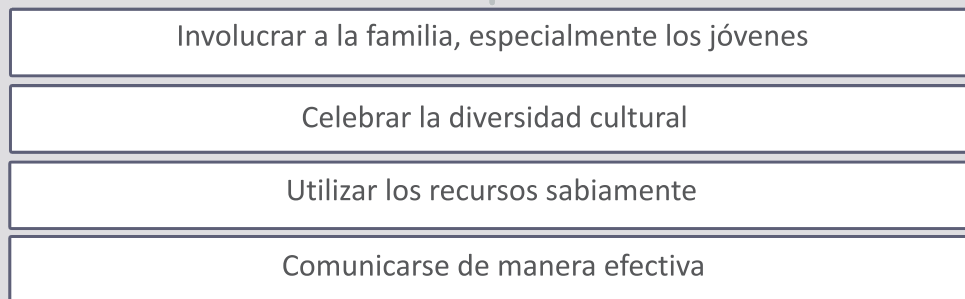 Involucrar a la familia, especialmente los jóvenes
Celebrar la diversidad cultural
Utilizar los recursos sabiamente
Comunicarse de manera efectiva